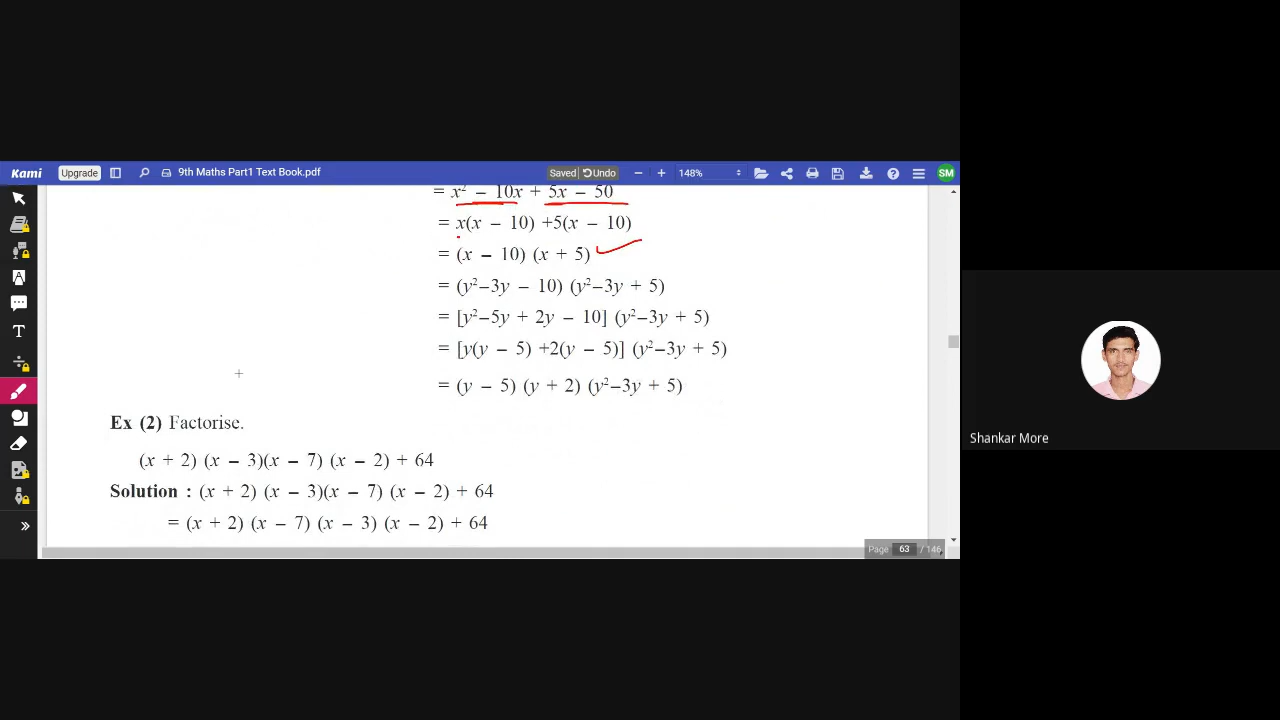 Kami Upgrade 9th Maths Part1 Text Book.pdf Saved Undo − + 148% ? SM
= x² − 10x + 5x − 50
= x(x − 10) +5(x − 10)
= (x − 10) (x + 5)
= (y²−3y − 10) (y²−3y + 5)
= [y²−5y + 2y − 10] (y²−3y + 5)
= [y(y − 5) +2(y − 5)] (y²−3y + 5)
= (y − 5) (y + 2) (y²−3y + 5)
Ex (2) Factorise.
(x + 2) (x − 3)(x − 7) (x − 2) + 64
Solution : (x + 2) (x − 3)(x − 7) (x − 2) + 64
= (x + 2) (x − 7) (x − 3) (x − 2) + 64
Page 63 / 146
Shankar More